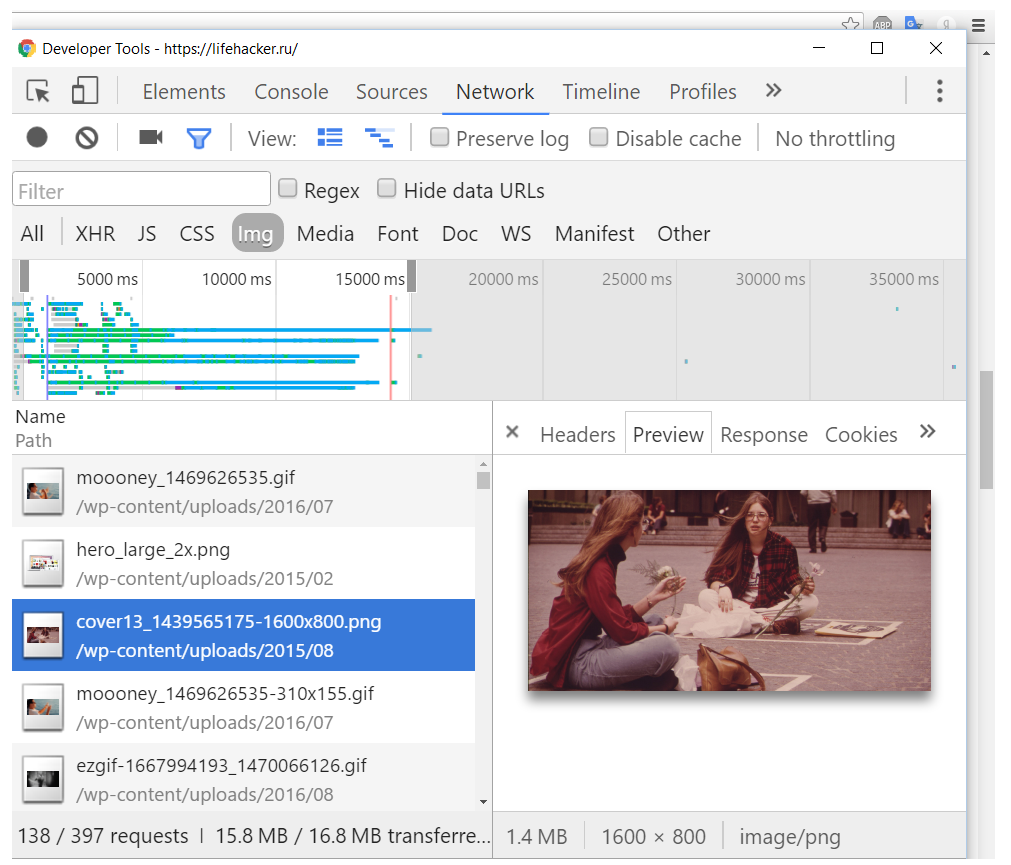 ABP
Developer Tools - https://lifehacker.ru/
Elements Console Sources Network Timeline Profiles »
View: Preserve log Disable cache No throttling
Filter Regex Hide data URLs
All XHR JS CSS Img Media Font Doc WS Manifest Other
5000 ms 10000 ms 15000 ms 20000 ms 25000 ms 30000 ms 35000 ms
Name
Path
× Headers Preview Response Cookies »
moooney_1469626535.gif
/wp-content/uploads/2016/07
hero_large_2x.png
/wp-content/uploads/2015/02
cover13_1439565175-1600x800.png
/wp-content/uploads/2015/08
moooney_1469626535-310x155.gif
/wp-content/uploads/2016/07
ezgif-1667994193_1470066126.gif
/wp-content/uploads/2016/08
138 / 397 requests | 15.8 MB / 16.8 MB transferre...
1.4 MB 1600 × 800 image/png